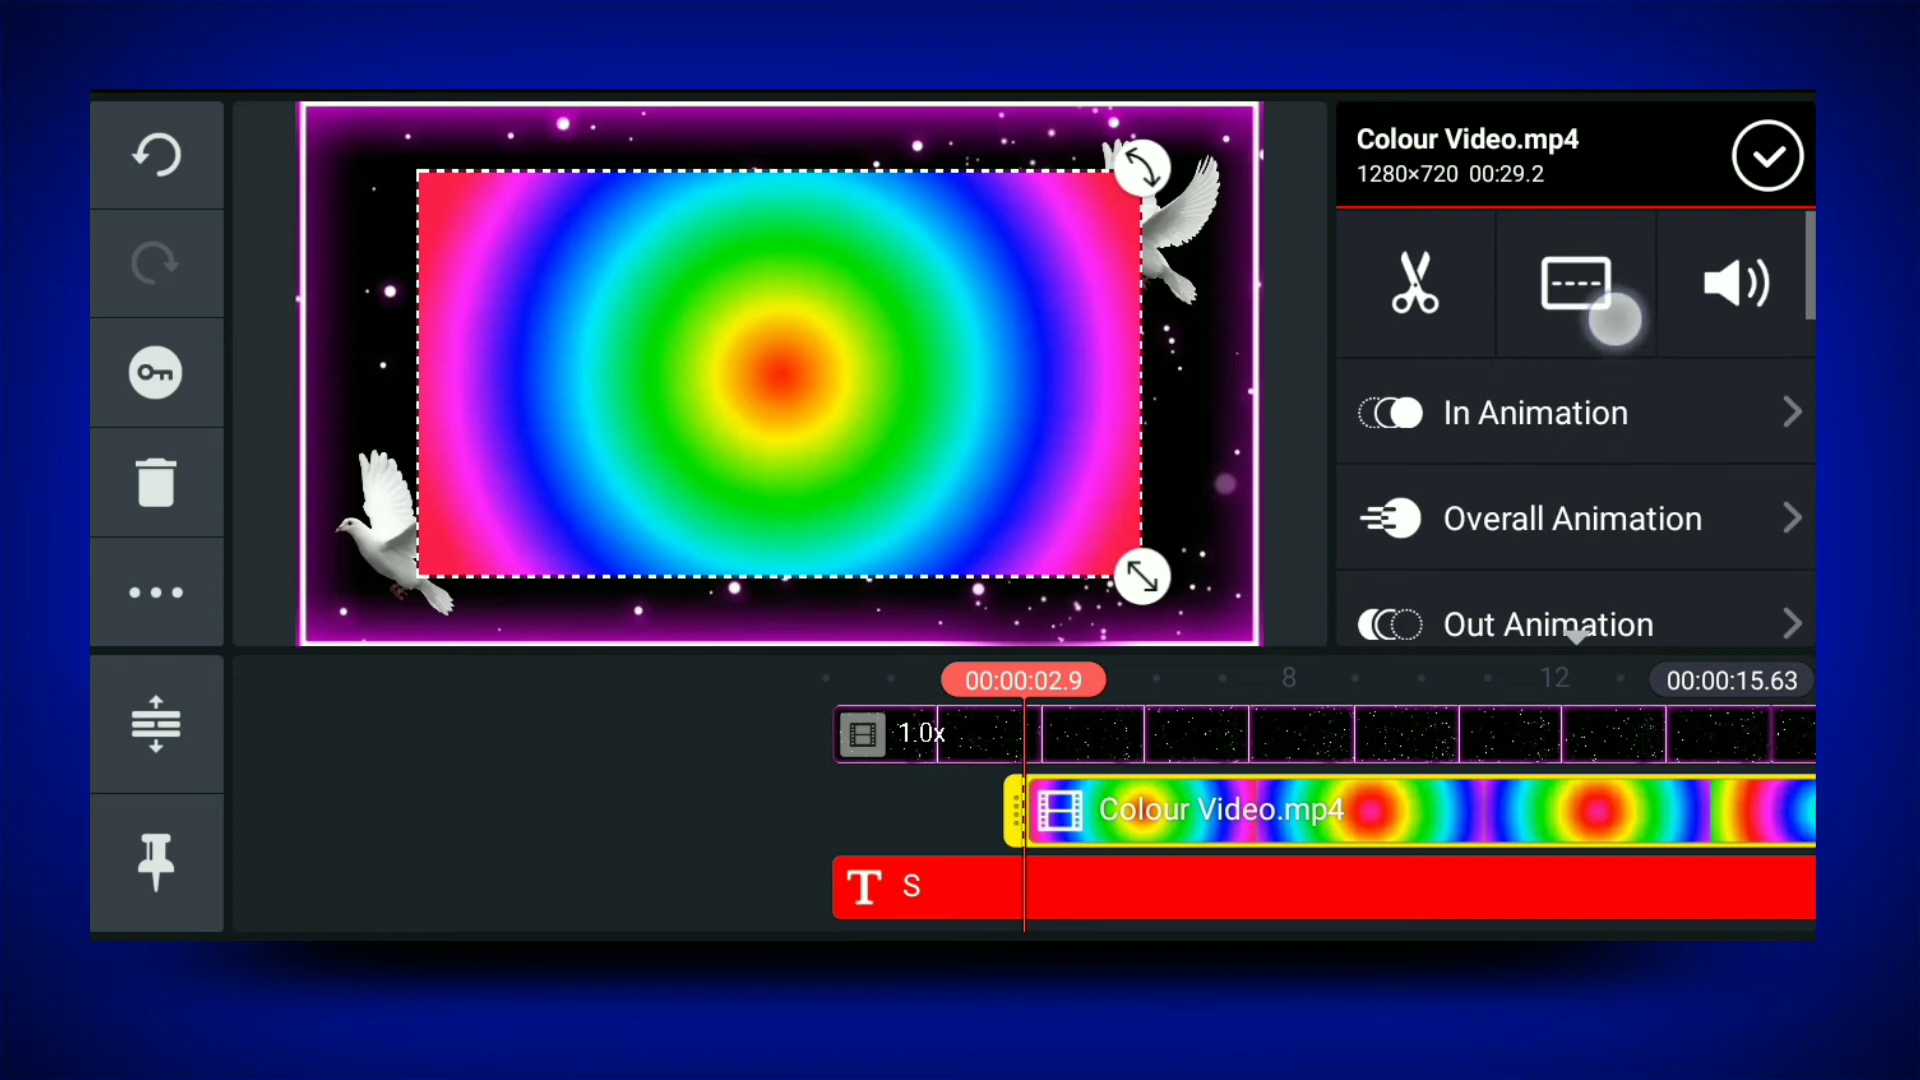 Colour Video.mp4
1280×720 00:29.2
In Animation
Overall Animation
Out Animation
00:00:02.9
8
12
00:00:15.63
1.0x
Colour Video.mp4
T S